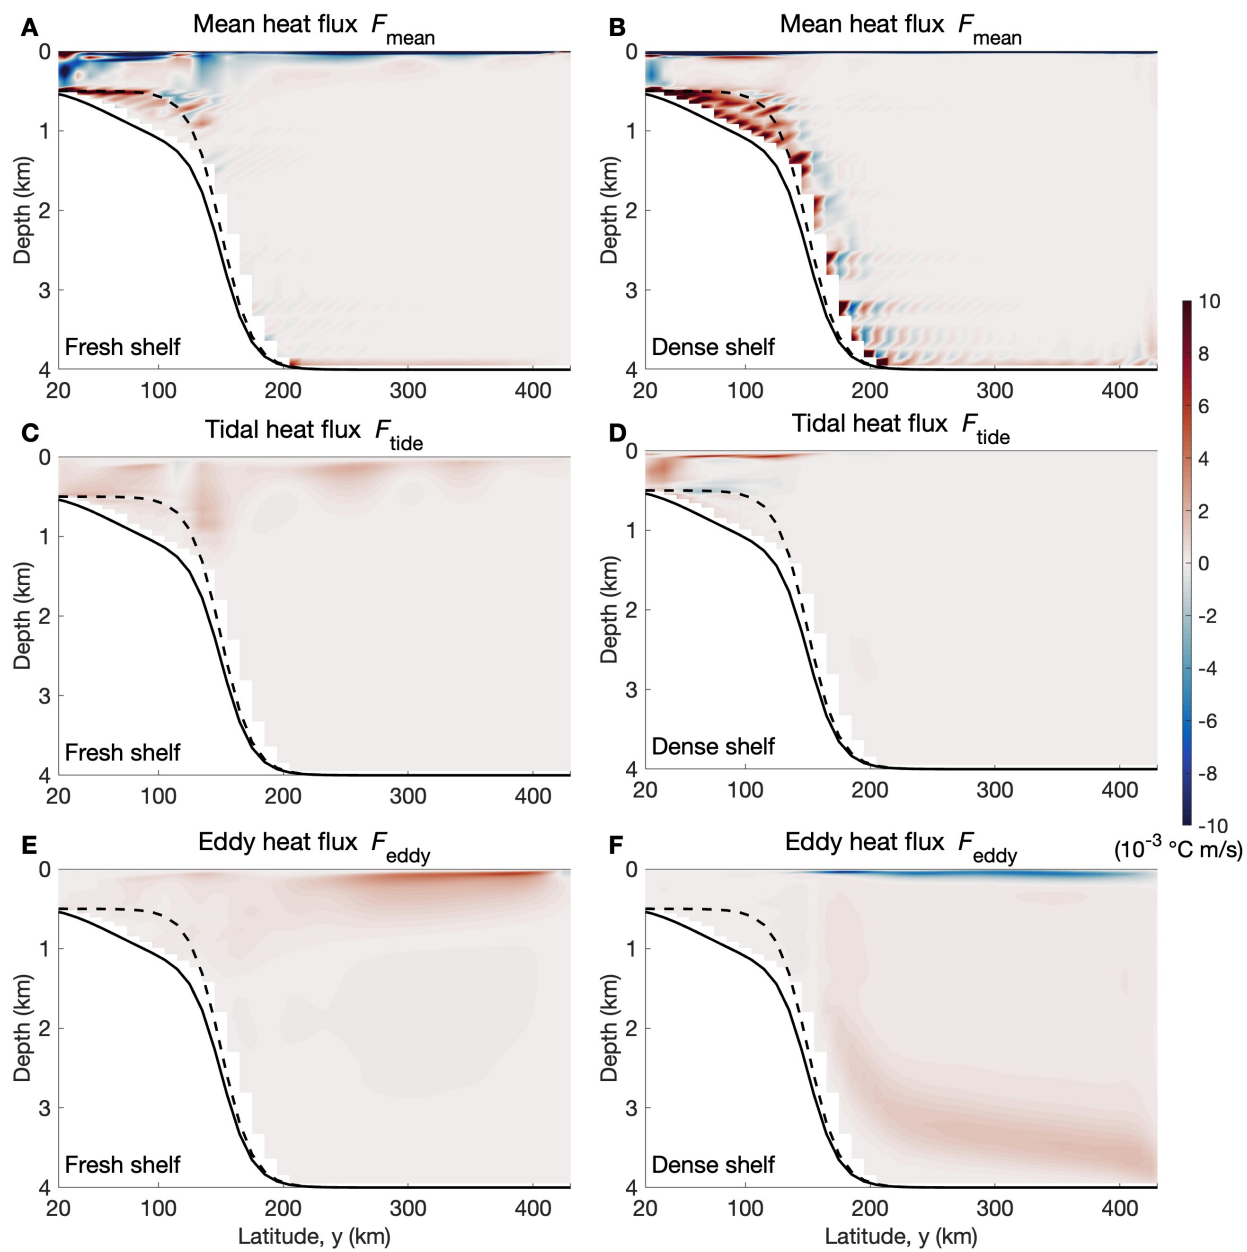 A
Mean heat flux F_mean
0
1
2
3
4
Depth (km)
Fresh shelf
20
100
200
300
400
B
Mean heat flux F_mean
0
1
2
3
4
Depth (km)
Dense shelf
20
100
200
300
400
C
Tidal heat flux F_tide
0
1
2
3
4
Depth (km)
Fresh shelf
20
100
200
300
400
D
Tidal heat flux F_tide
0
1
2
3
4
Depth (km)
Dense shelf
20
100
200
300
400
10
8
6
4
2
0
-2
-4
-6
-8
-10
(10⁻³ °C m/s)
E
Eddy heat flux F_eddy
0
1
2
3
4
Depth (km)
Fresh shelf
20
100
200
300
400
Latitude, y (km)
F
Eddy heat flux F_eddy
0
1
2
3
4
Depth (km)
Dense shelf
20
100
200
300
400
Latitude, y (km)